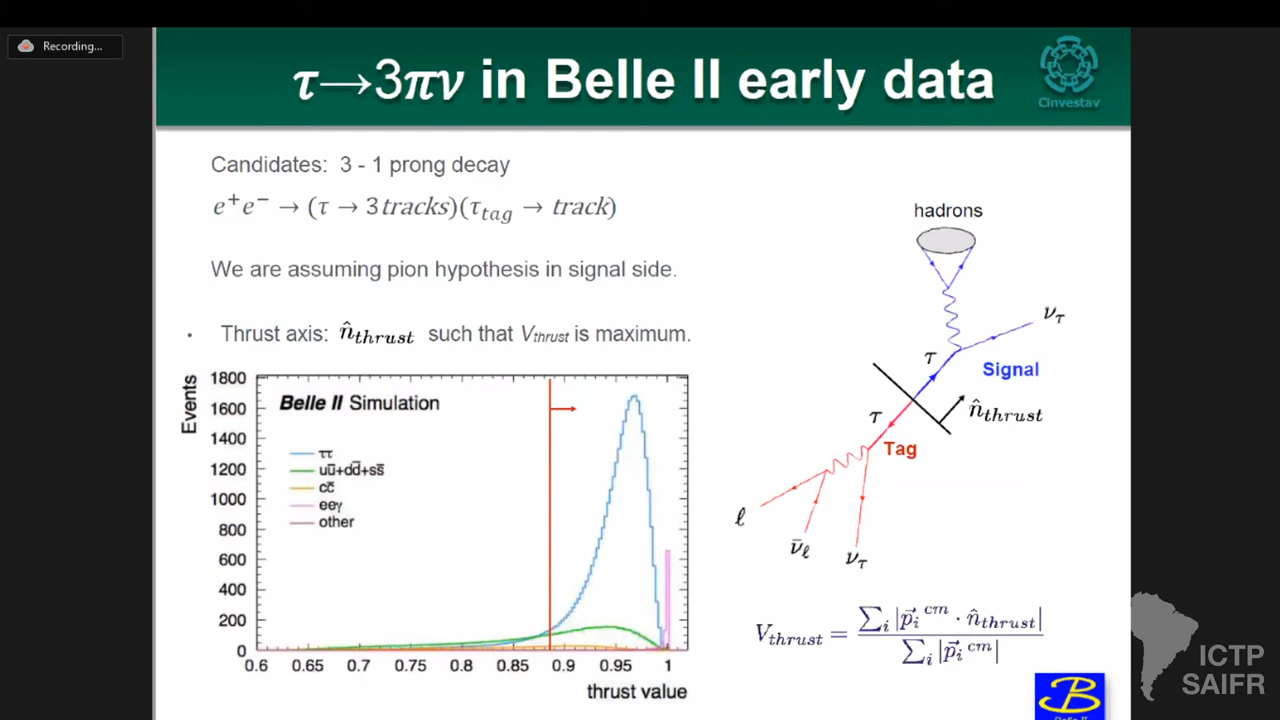 Recording...
τ→3πν in Belle II early data
Cinvestav
Candidates: 3 - 1 prong decay
e⁺e⁻ → (τ → 3tracks)(τ_tag → track)
We are assuming pion hypothesis in signal side.
• Thrust axis: n̂_thrust such that V_thrust is maximum.
Events
1800
1600
1400
1200
1000
800
600
400
200
0
Belle II Simulation
ττ
uū+dd̄+ss̄
cc̄
eeγ
other
0.6 0.65 0.7 0.75 0.8 0.85 0.9 0.95 1
thrust value
hadrons
ν_τ
τ
Signal
n̂_thrust
τ
Tag
ℓ
ν̄_ℓ
ν_τ
V_thrust = ∑_i |p⃗_i^cm · n̂_thrust| / ∑_i |p⃗_i^cm|
B
Belle II
ICTP
SAIFR